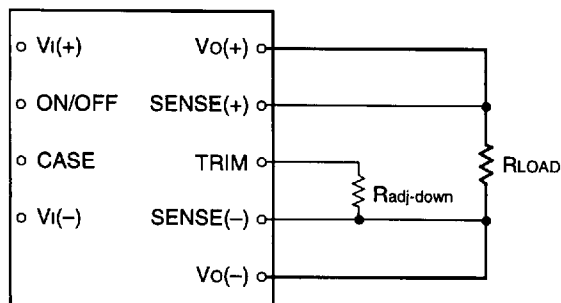 VI(+) VO(+)
ON/OFF SENSE(+)
CASE TRIM
RLOAD
Radj-down
VI(–) SENSE(–)
VO(–)